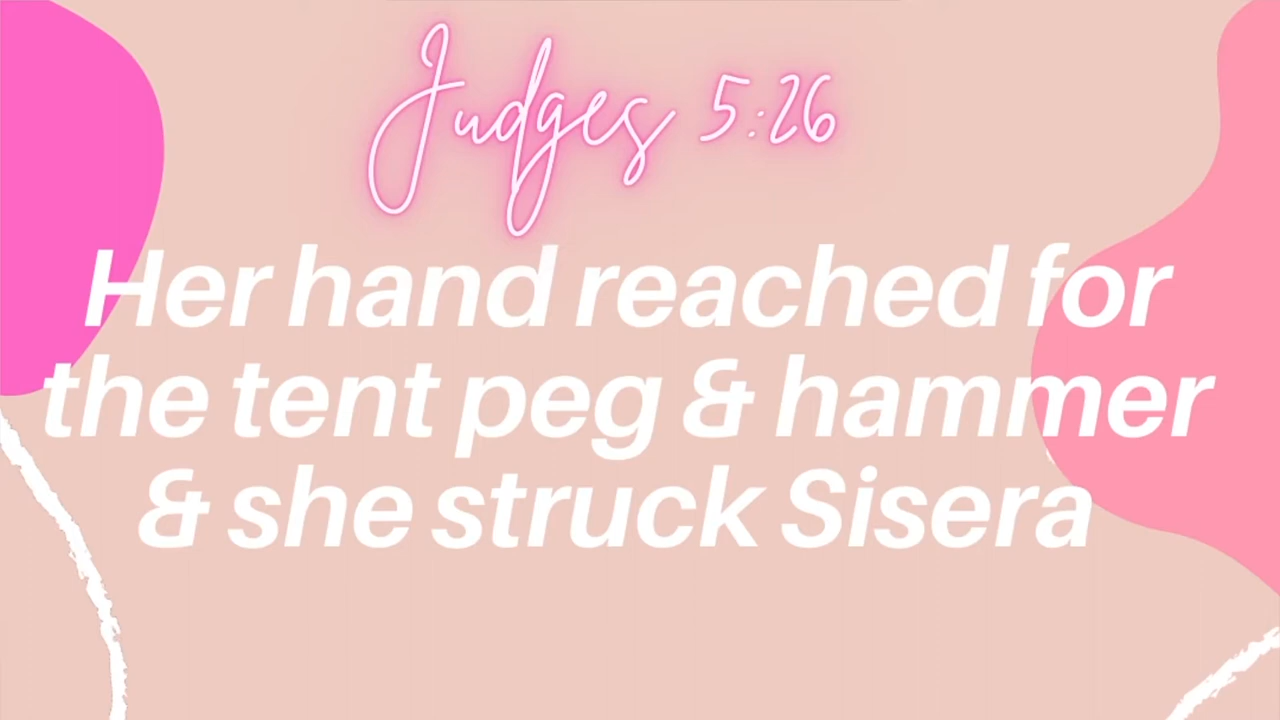 Judges 5:26
Her hand reached for
the tent peg & hammer
& she struck Sisera